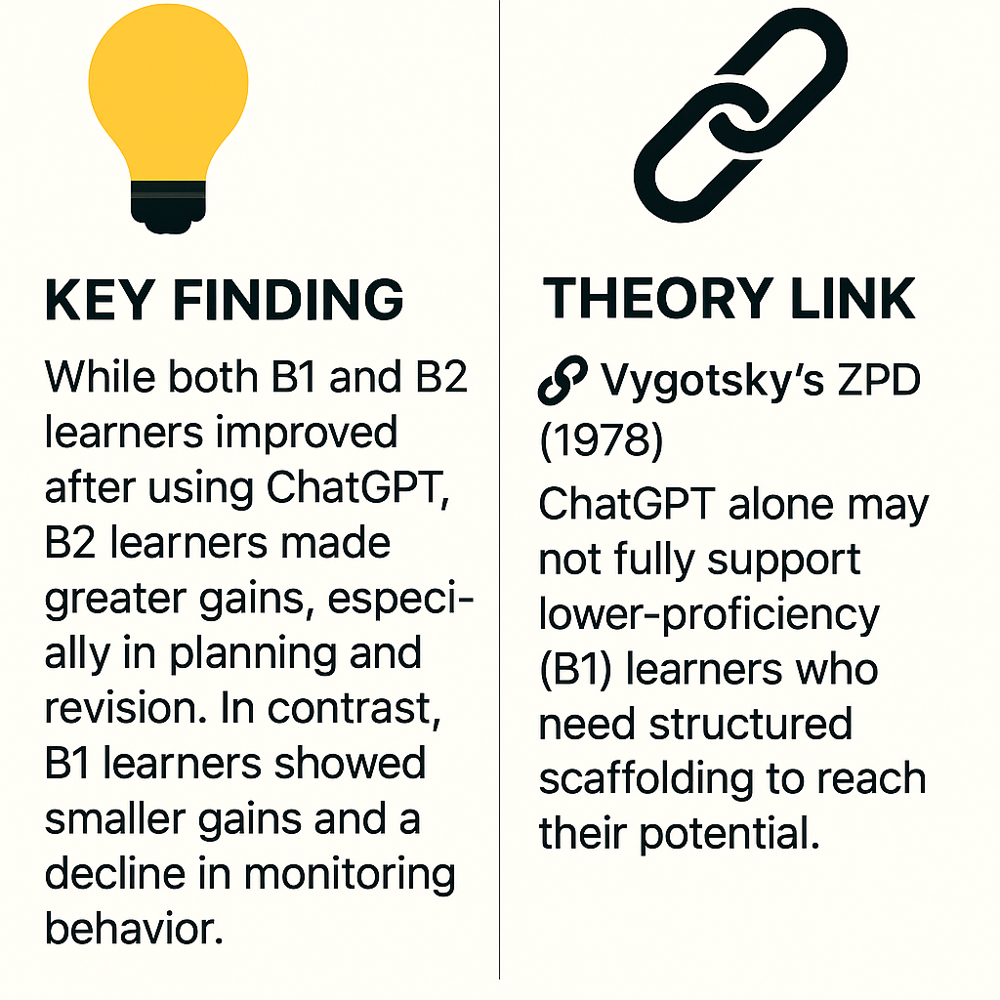 KEY FINDING
While both B1 and B2
learners improved
after using ChatGPT,
B2 learners made
greater gains, especi-
ally in planning and
revision. In contrast,
B1 learners showed
smaller gains and a
decline in monitoring
behavior.
THEORY LINK
Vygotsky‘s ZPD
(1978)
ChatGPT alone may
not fully support
lower-proficiency
(B1) learners who
need structured
scaffolding to reach
their potential.